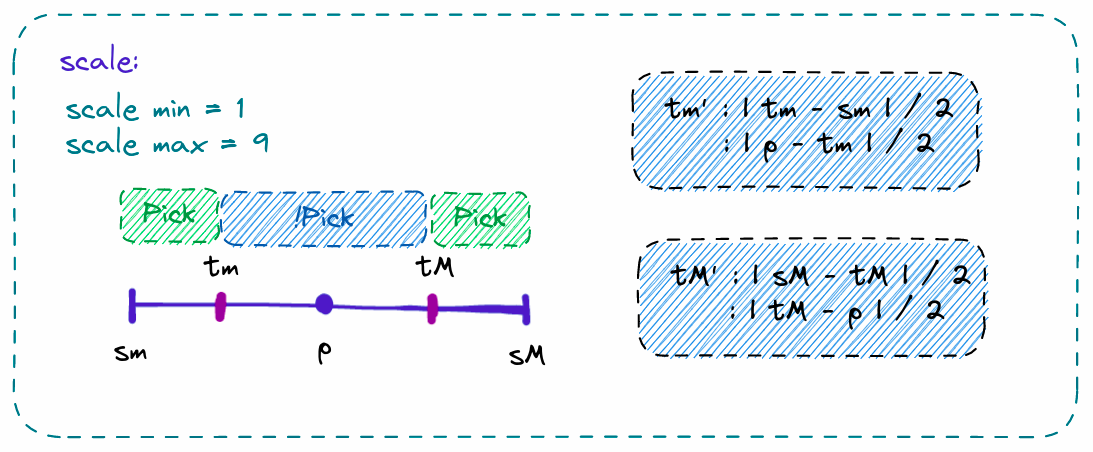 scale:
scale min = 1
scale max = 9
Pick !Pick Pick
tm tM
sm p sM
tm' : | tm - sm | / 2
: | p - tm | / 2
tM' : | sM - tM | / 2
: | tM - p | / 2